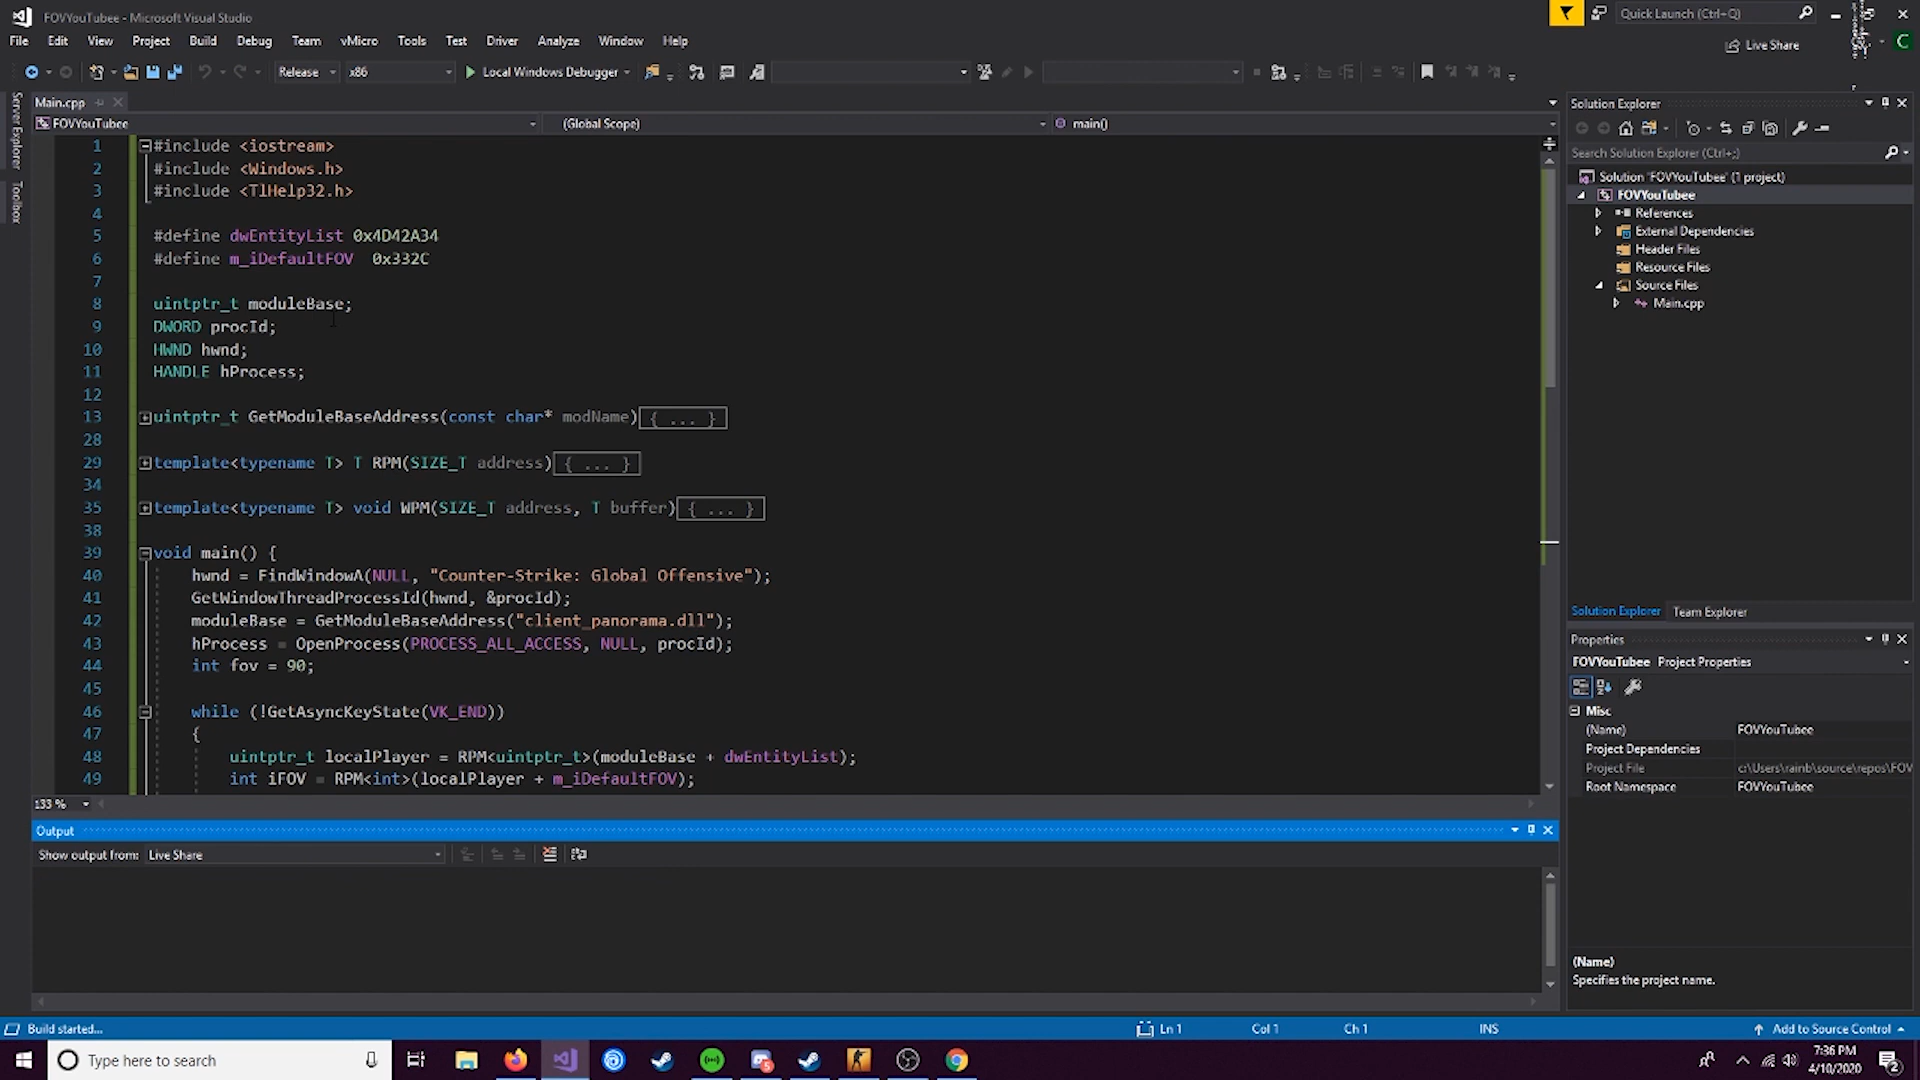 FOVYouTubee - Microsoft Visual Studio
Quick Launch (Ctrl+Q)
File Edit View Project Build Debug Team vMicro Tools Test Driver Analyze Window Help
Live Share
C
Release x86 Local Windows Debugger
Server Explorer
Toolbox
Main.cpp
FOVYouTubee (Global Scope) main()
1 #include <iostream>
2 #include <Windows.h>
3 #include <TlHelp32.h>
4
5 #define dwEntityList 0x4D42A34
6 #define m_iDefaultFOV 0x332C
7
8 uintptr_t moduleBase;
9 DWORD procId;
10 HWND hwnd;
11 HANDLE hProcess;
12
13 uintptr_t GetModuleBaseAddress(const char* modName){ ... }
28
29 template<typename T> T RPM(SIZE_T address){ ... }
34
35 template<typename T> void WPM(SIZE_T address, T buffer){ ... }
38
39 void main() {
40 hwnd = FindWindowA(NULL, "Counter-Strike: Global Offensive");
41 GetWindowThreadProcessId(hwnd, &procId);
42 moduleBase = GetModuleBaseAddress("client_panorama.dll");
43 hProcess = OpenProcess(PROCESS_ALL_ACCESS, NULL, procId);
44 int fov = 90;
45
46 while (!GetAsyncKeyState(VK_END))
47 {
48 uintptr_t localPlayer = RPM<uintptr_t>(moduleBase + dwEntityList);
49 int iFOV = RPM<int>(localPlayer + m_iDefaultFOV);
133 %
Output
Show output from: Live Share
Solution Explorer
Search Solution Explorer (Ctrl+;)
Solution 'FOVYouTubee' (1 project)
FOVYouTubee
References
External Dependencies
Header Files
Resource Files
Source Files
Main.cpp
Solution Explorer Team Explorer
Properties
FOVYouTubee Project Properties
Misc
(Name) FOVYouTubee
Project Dependencies
Project File c:\Users\rainb\source\repos\FOV
Root Namespace FOVYouTubee
(Name)
Specifies the project name.
Build started...
Ln 1 Col 1 Ch 1 INS
Add to Source Control
Type here to search
7:36 PM
4/10/2020
2